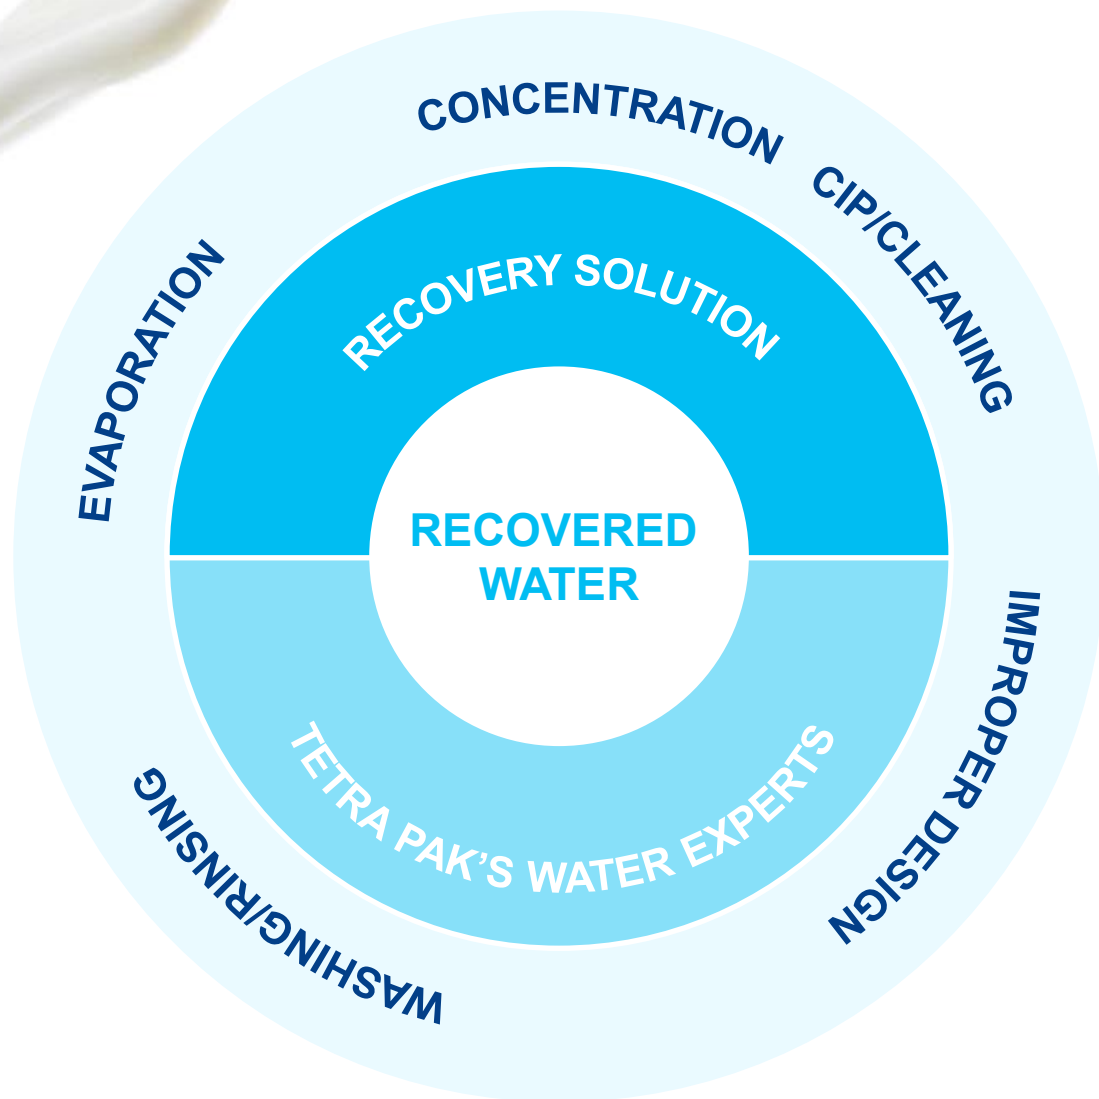 CONCENTRATION
CIP/CLEANING
IMPROPER DESIGN
WASHING/RINSING
EVAPORATION
RECOVERY SOLUTION
RECOVERED
WATER
TETRA PAK’S WATER EXPERTS